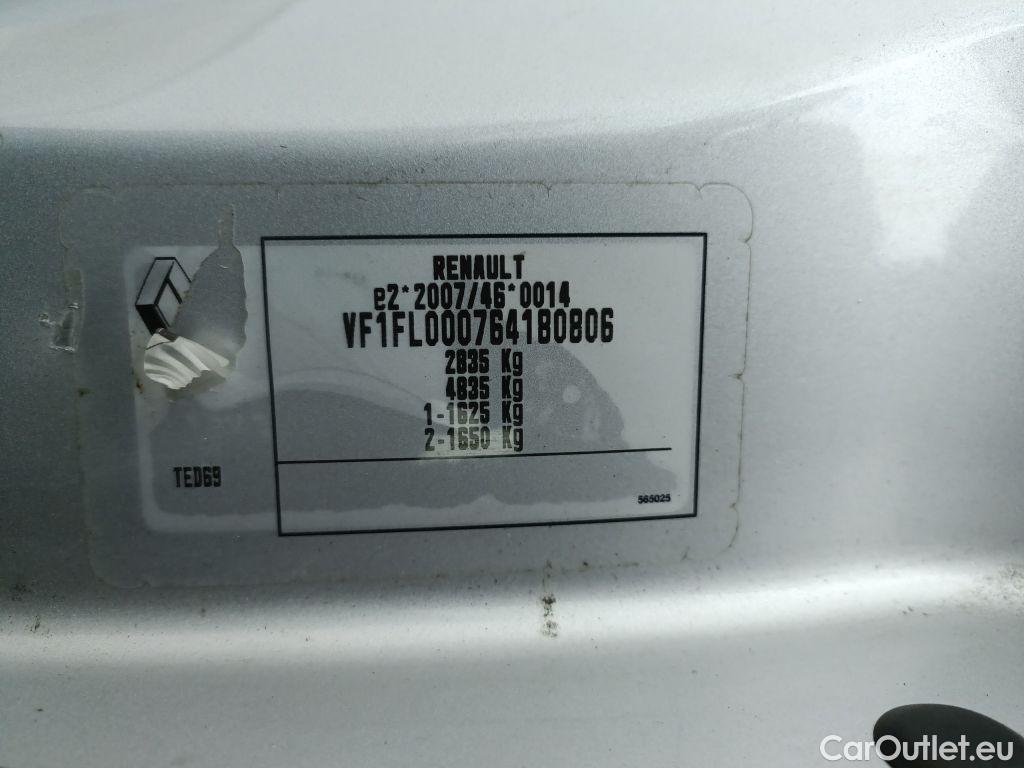 RENAULT
e2*2007/46*0014
VF1FL000764180806
2835 Kg
4835 Kg
1-1625 Kg
2-1650 Kg
TED69
565025
CarOutlet.eu